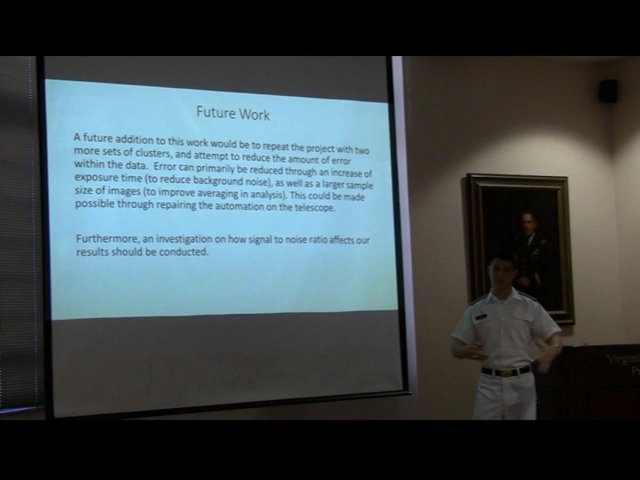 Future Work
A future addition to this work would be to repeat the project with two
more sets of clusters, and attempt to reduce the amount of error
within the data. Error can primarily be reduced through an increase of
exposure time (to reduce background noise), as well as a larger sample
size of images (to improve averaging in analysis). This could be made
possible through repairing the automation on the telescope.
Furthermore, an investigation on how signal to noise ratio affects our
results should be conducted.